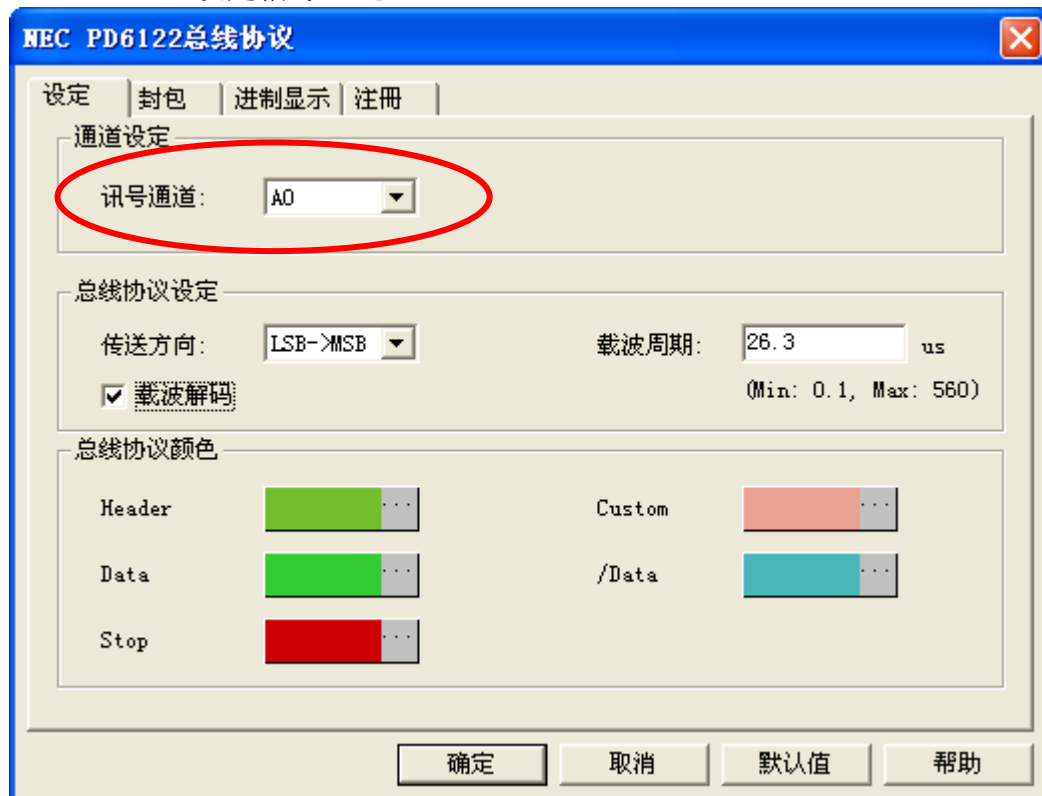 NEC PD6122总线协议
设定 封包 进制显示 注冊
通道设定
讯号通道: A0
总线协议设定
传送方向: LSB->MSB 载波周期: 26.3 us
载波解码 (Min: 0.1, Max: 560)
总线协议颜色
Header ... Custom ...
Data ... /Data ...
Stop ...
确定 取消 默认值 帮助